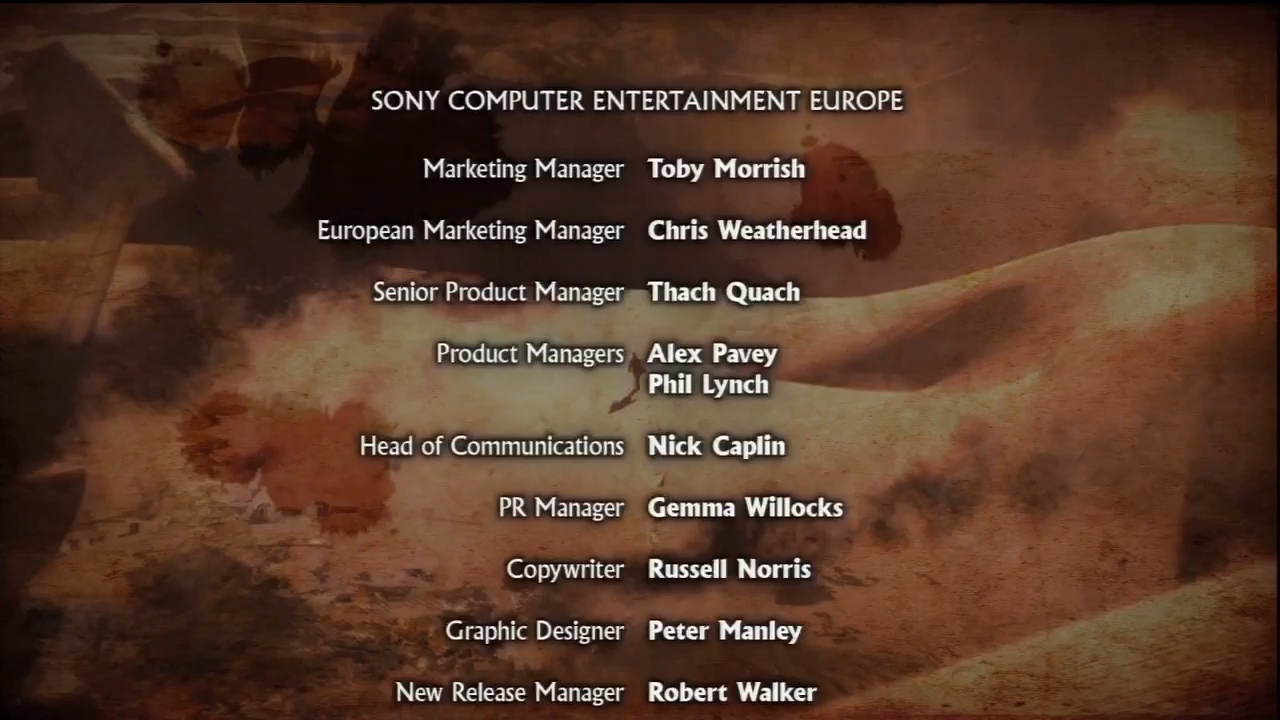 SONY COMPUTER ENTERTAINMENT EUROPE
Marketing Manager Toby Morrish
European Marketing Manager Chris Weatherhead
Senior Product Manager Thach Quach
Product Managers Alex Pavey
Phil Lynch
Head of Communications Nick Caplin
PR Manager Gemma Willocks
Copywriter Russell Norris
Graphic Designer Peter Manley
New Release Manager Robert Walker